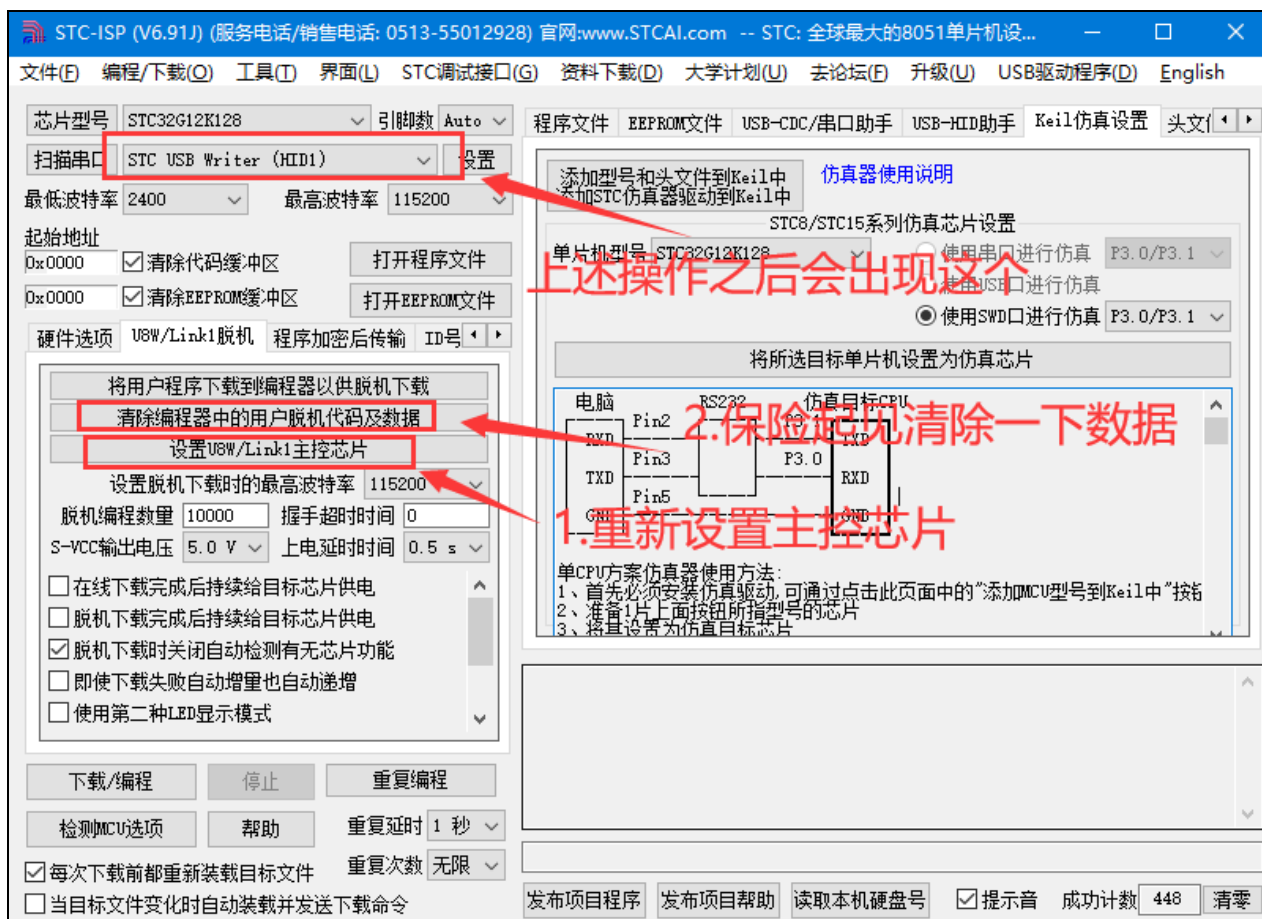 STC-ISP (V6.91J) (服务电话/销售电话: 0513-55012928) 官网:www.STCAI.com -- STC: 全球最大的8051单片机设...
文件(F) 编程/下载(O) 工具(T) 界面(L) STC调试接口(G) 资料下载(D) 大学计划(U) 去论坛(F) 升级(U) USB驱动程序(D) English
芯片型号 STC32G12K128 引脚数 Auto
扫描串口 STC USB Writer (HID1) 设置
最低波特率 2400 最高波特率 115200
起始地址
0x0000 清除代码缓冲区 打开程序文件
0x0000 清除EEPROM缓冲区 打开EEPROM文件
硬件选项 U8W/Link1脱机 程序加密后传输 ID号
将用户程序下载到编程器以供脱机下载
清除编程器中的用户脱机代码及数据
设置U8W/Link1主控芯片
设置脱机下载时的最高波特率 115200
脱机编程数量 10000 握手超时时间 0
S-VCC输出电压 5.0 V 上电延时时间 0.5 s
在线下载完成后持续给目标芯片供电
脱机下载完成后持续给目标芯片供电
脱机下载时关闭自动检测有无芯片功能
即使下载失败自动增量也自动递增
使用第二种LED显示模式
下载/编程 停止 重复编程
检测MCU选项 帮助 重复延时 1 秒
每次下载前都重新装载目标文件 重复次数 无限
当目标文件变化时自动装载并发送下载命令
程序文件 EEPROM文件 USB-CDC/串口助手 USB-HID助手 Keil仿真设置 头文
添加型号和头文件到Keil中
添加STC仿真器驱动到Keil中
仿真器使用说明
STC8/STC15系列仿真芯片设置
单片机型号 STC32G12K128 使用串口进行仿真 P3.0/P3.1
上述操作之后会出现这个
使用USB口进行仿真
使用SWD口进行仿真 P3.0/P3.1
将所选目标单片机设置为仿真芯片
电脑 RS232 仿真目标CPU
Pin2 P3.1
RXD TXD
2.保险起见清除一下数据
Pin3 P3.0
TXD RXD
Pin5
GND GND
1.重新设置主控芯片
单CPU方案仿真器使用方法:
1、首先必须安装仿真驱动,可通过点击此页面中的"添加MCU型号到Keil中"按钮
2、准备1片上面按钮所指型号的芯片
3、将其设置为仿真目标芯片
发布项目程序 发布项目帮助 读取本机硬盘号 提示音 成功计数 448 清零